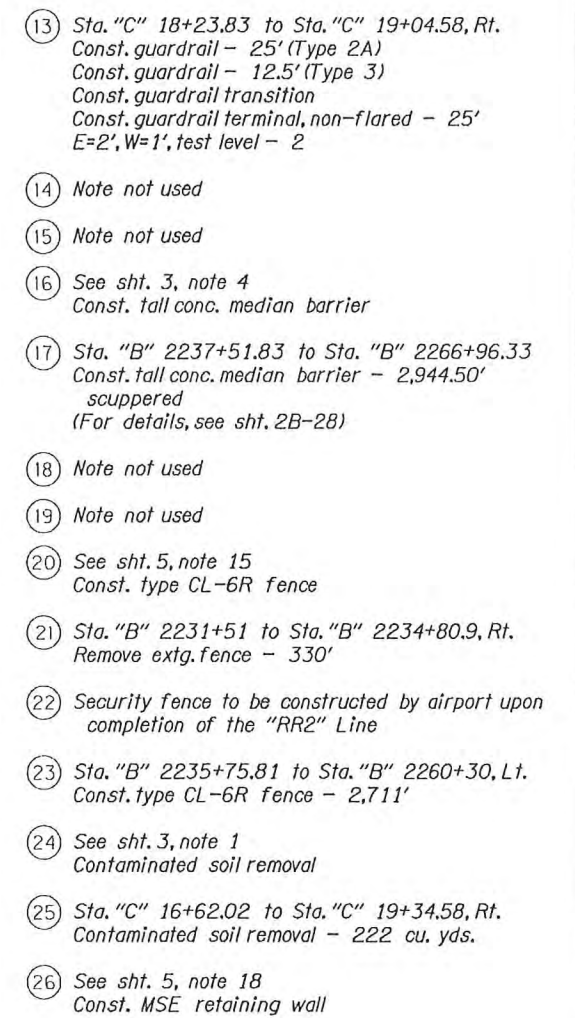 13 Sta. "C" 18+23.83 to Sta. "C" 19+04.58, Rt.
Const. guardrail - 25' (Type 2A)
Const. guardrail - 12.5' (Type 3)
Const. guardrail transition
Const. guardrail terminal, non-flared - 25'
E=2', W=1', test level - 2
14 Note not used
15 Note not used
16 See sht. 3, note 4
Const. tall conc. median barrier
17 Sta. "B" 2237+51.83 to Sta. "B" 2266+96.33
Const. tall conc. median barrier - 2,944.50'
scuppered
(For details, see sht. 2B-28)
18 Note not used
19 Note not used
20 See sht. 5, note 15
Const. type CL-6R fence
21 Sta. "B" 2231+51 to Sta. "B" 2234+80.9, Rt.
Remove extg. fence - 330'
22 Security fence to be constructed by airport upon
completion of the "RR2" Line
23 Sta. "B" 2235+75.81 to Sta. "B" 2260+30, Lt.
Const. type CL-6R fence - 2,711'
24 See sht. 3, note 1
Contaminated soil removal
25 Sta. "C" 16+62.02 to Sta. "C" 19+34.58, Rt.
Contaminated soil removal - 222 cu. yds.
26 See sht. 5, note 18
Const. MSE retaining wall